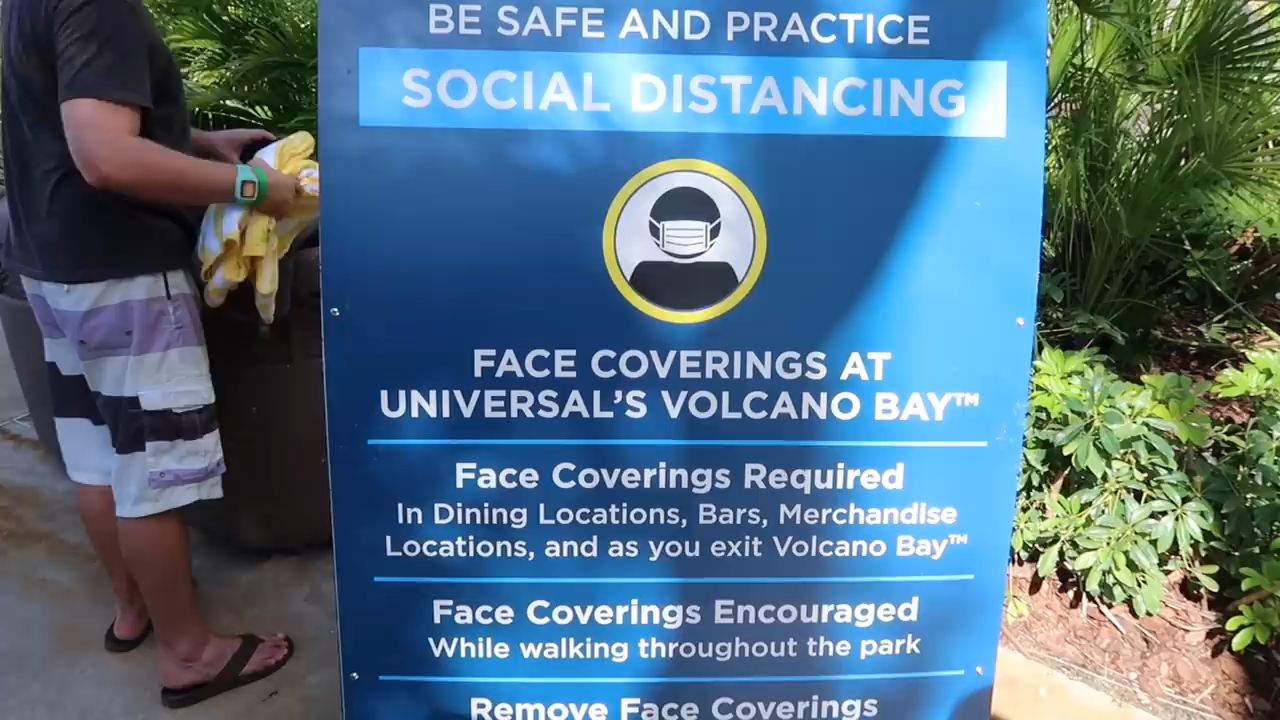 BE SAFE AND PRACTICE
SOCIAL DISTANCING
FACE COVERINGS AT
UNIVERSAL'S VOLCANO BAY™
Face Coverings Required
In Dining Locations, Bars, Merchandise
Locations, and as you exit Volcano Bay™
Face Coverings Encouraged
While walking throughout the park
Remove Face Coverings